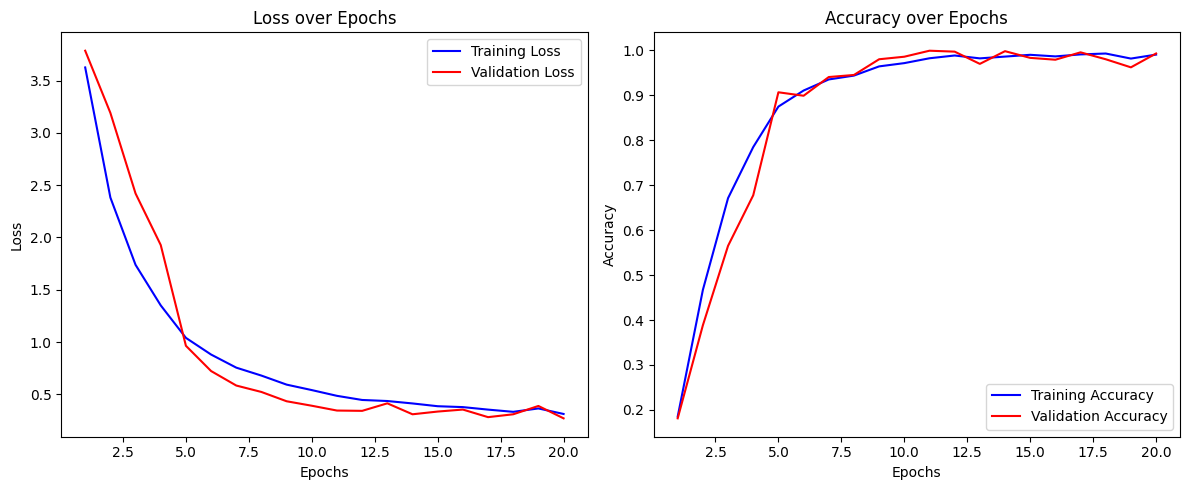 Loss over Epochs
Training Loss
Validation Loss
Loss
3.5
3.0
2.5
2.0
1.5
1.0
0.5
2.5 5.0 7.5 10.0 12.5 15.0 17.5 20.0
Epochs
Accuracy over Epochs
Accuracy
1.0
0.9
0.8
0.7
0.6
0.5
0.4
0.3
0.2
Training Accuracy
Validation Accuracy
2.5 5.0 7.5 10.0 12.5 15.0 17.5 20.0
Epochs